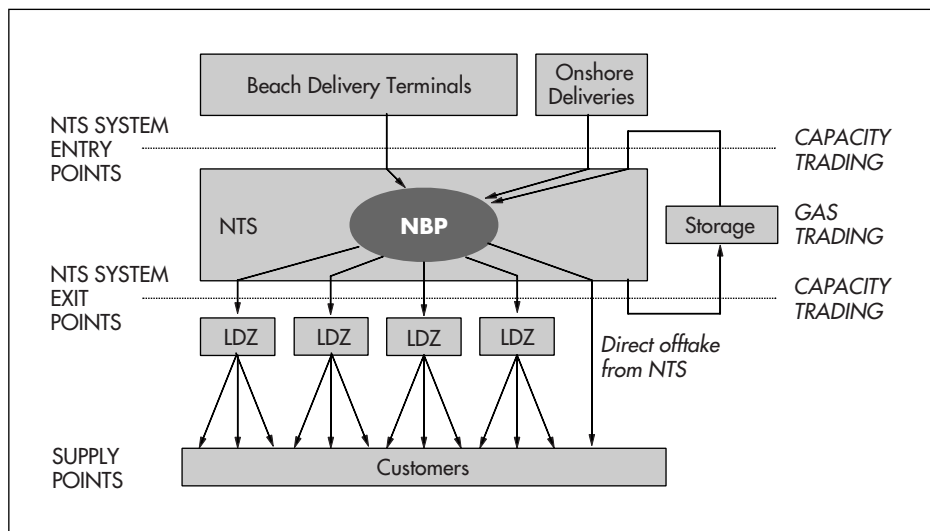 Beach Delivery Terminals
Onshore
Deliveries
NTS SYSTEM
ENTRY
POINTS
CAPACITY
TRADING
NTS
NBP
Storage
GAS
TRADING
NTS SYSTEM
EXIT
POINTS
CAPACITY
TRADING
LDZ
LDZ
LDZ
LDZ
Direct offtake
from NTS
SUPPLY
POINTS
Customers